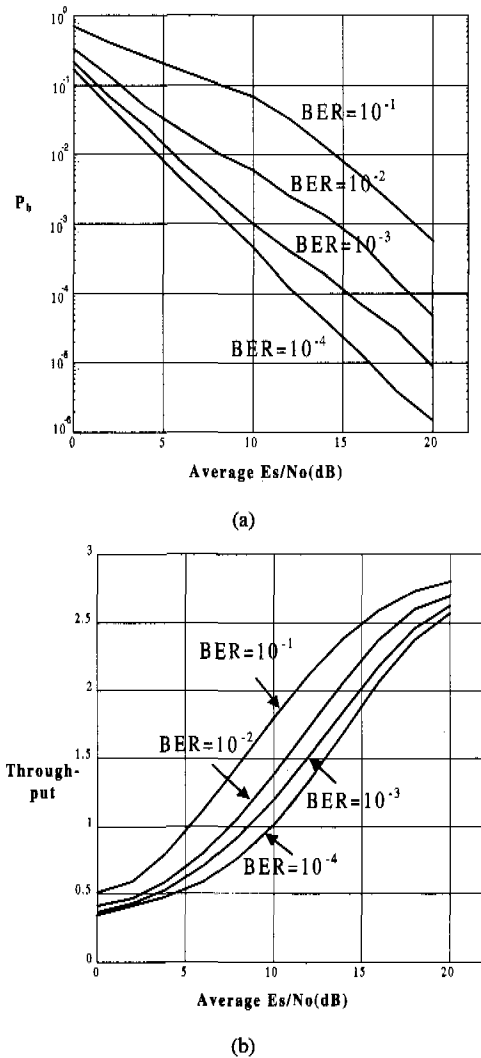 10^0
10^-1
BER=10^-1
10^-2
BER=10^-2
P_b
10^-3
BER=10^-3
10^-4
BER=10^-4
10^-5
10^-6
0 5 10 15 20
Average Es/No(dB)
(a)
3
2.5
BER=10^-1
2
BER=10^-2
1.5
Through-
put
BER=10^-3
1
BER=10^-4
0.5
0
0 5 10 15 20
Average Es/No(dB)
(b)